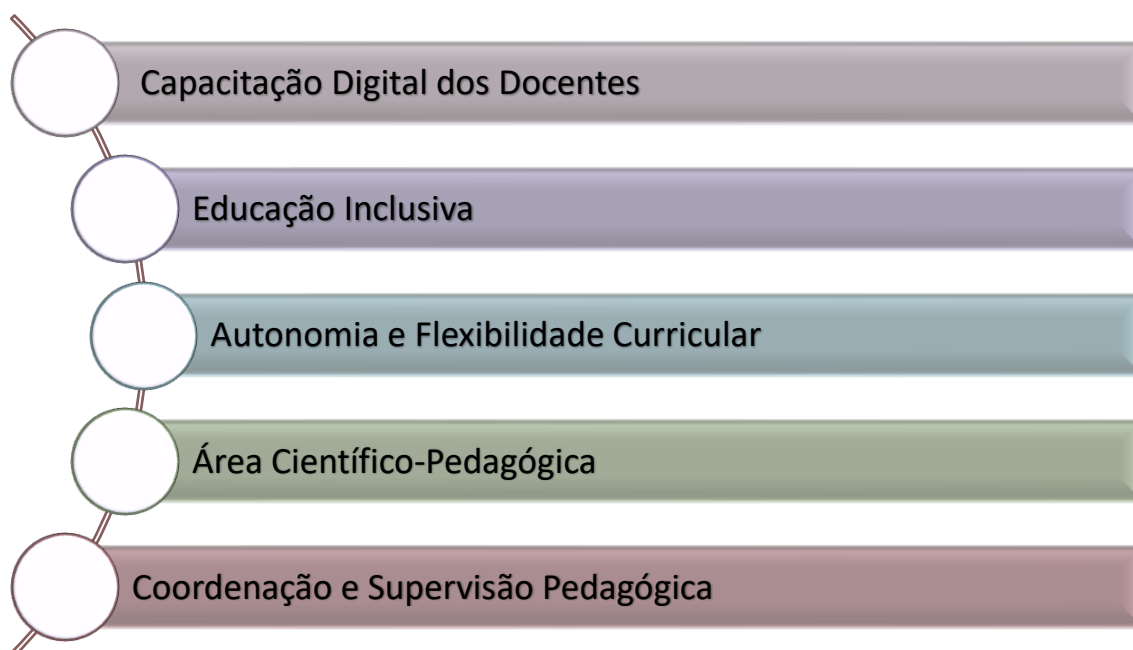 Capacitação Digital dos Docentes
Educação Inclusiva
Autonomia e Flexibilidade Curricular
Área Científico-Pedagógica
Coordenação e Supervisão Pedagógica